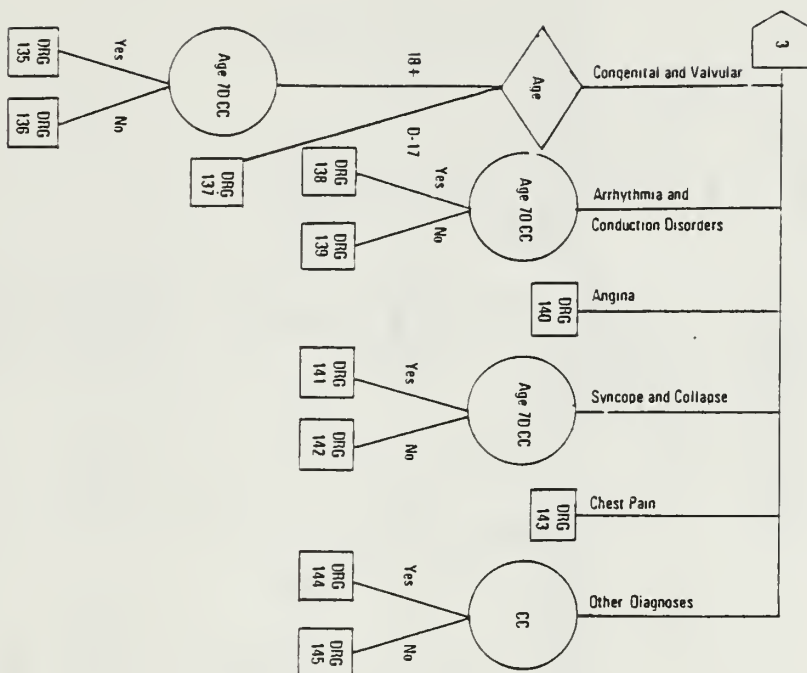 3
Congenital and Valvular
Age
18+
0-17
Age 70 CC
Yes
No
DRG
135
DRG
136
DRG
137
Arrhythmia and
Conduction Disorders
Age 70 CC
Yes
No
DRG
138
DRG
139
Angina
DRG
140
Syncope and Collapse
Age 70 CC
Yes
No
DRG
141
DRG
142
Chest Pain
DRG
143
Other Diagnoses
CC
Yes
No
DRG
144
DRG
145